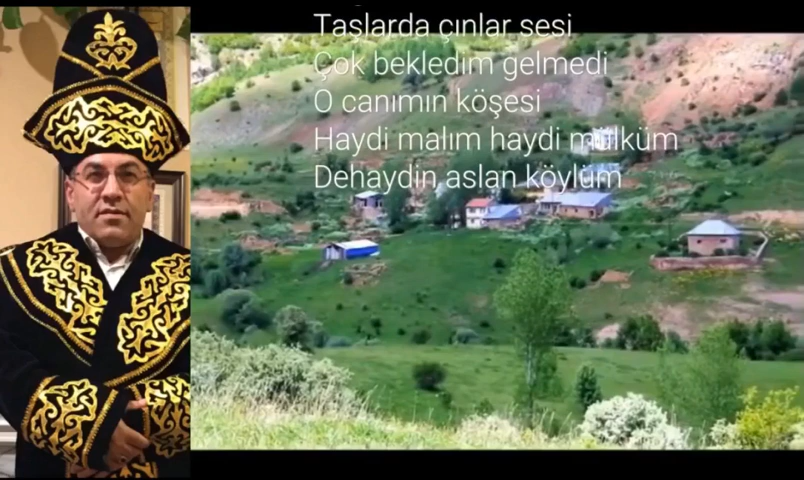 Taşlarda çınlar sesi
Çok bekledim gelmedi
O canımın köşesi
Haydi malım haydi mülküm
Dehaydin aslan köylüm